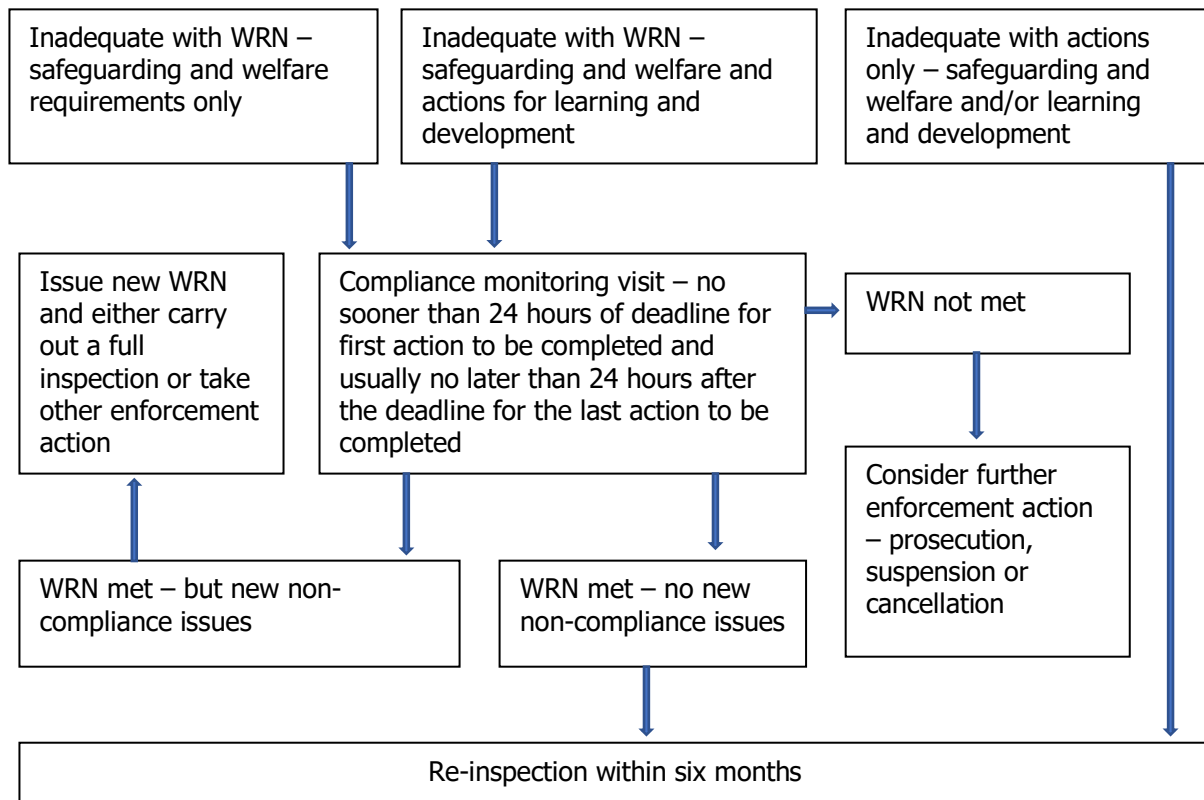 Inadequate with WRN –
safeguarding and welfare
requirements only
Inadequate with WRN –
safeguarding and welfare and
actions for learning and
development
Inadequate with actions
only – safeguarding and
welfare and/or learning
and development
Issue new WRN
and either carry
out a full
inspection or take
other enforcement
action
Compliance monitoring visit – no
sooner than 24 hours of deadline for
first action to be completed and
usually no later than 24 hours after
the deadline for the last action to be
completed
WRN not met
Consider further
enforcement action
– prosecution,
suspension or
cancellation
WRN met – but new non-
compliance issues
WRN met – no new
non-compliance issues
Re-inspection within six months